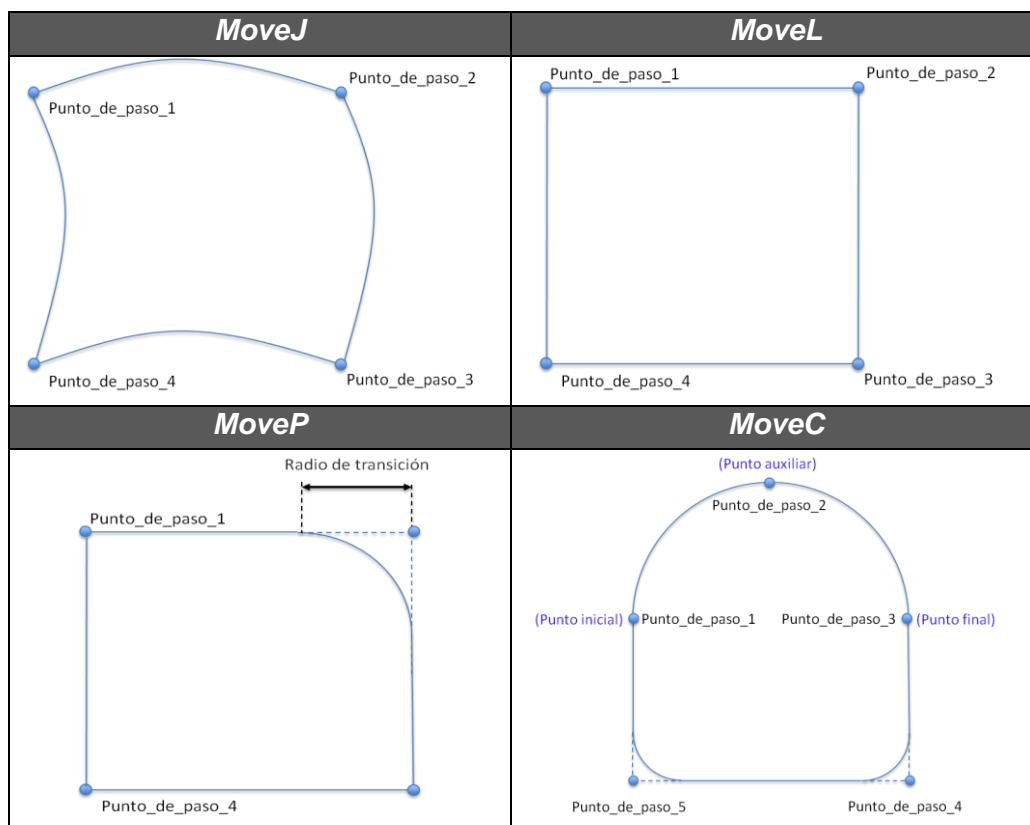 MoveJ
MoveL
Punto_de_paso_1
Punto_de_paso_2
Punto_de_paso_4
Punto_de_paso_3
Punto_de_paso_1
Punto_de_paso_2
Punto_de_paso_4
Punto_de_paso_3
MoveP
MoveC
Radio de transición
Punto_de_paso_1
Punto_de_paso_4
(Punto auxiliar)
Punto_de_paso_2
(Punto inicial) Punto_de_paso_1 Punto_de_paso_3 (Punto final)
Punto_de_paso_5
Punto_de_paso_4